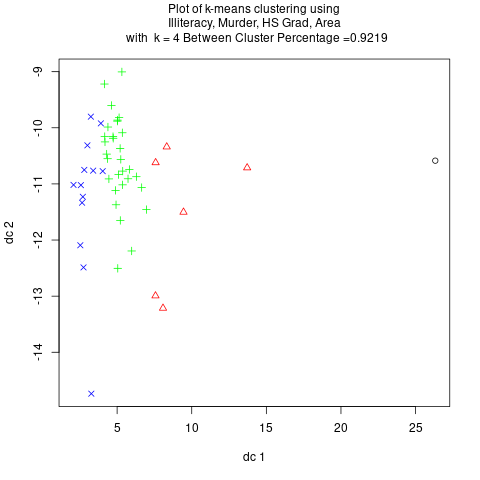 Plot of k-means clustering using
Illiteracy, Murder, HS Grad, Area
with k = 4 Between Cluster Percentage =0.9219
-9
-10
-11
-12
-13
-14
dc 2
5
10
15
20
25
dc 1